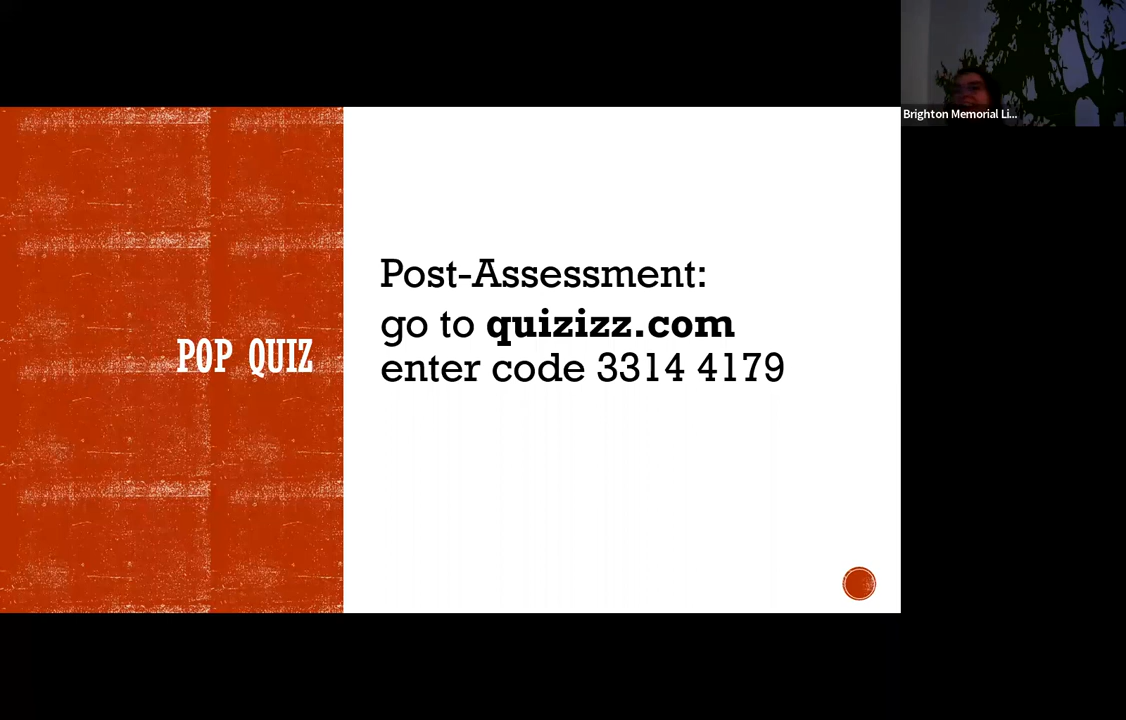 Brighton Memorial Li...
POP QUIZ
Post-Assessment:
go to quizizz.com
enter code 3314 4179